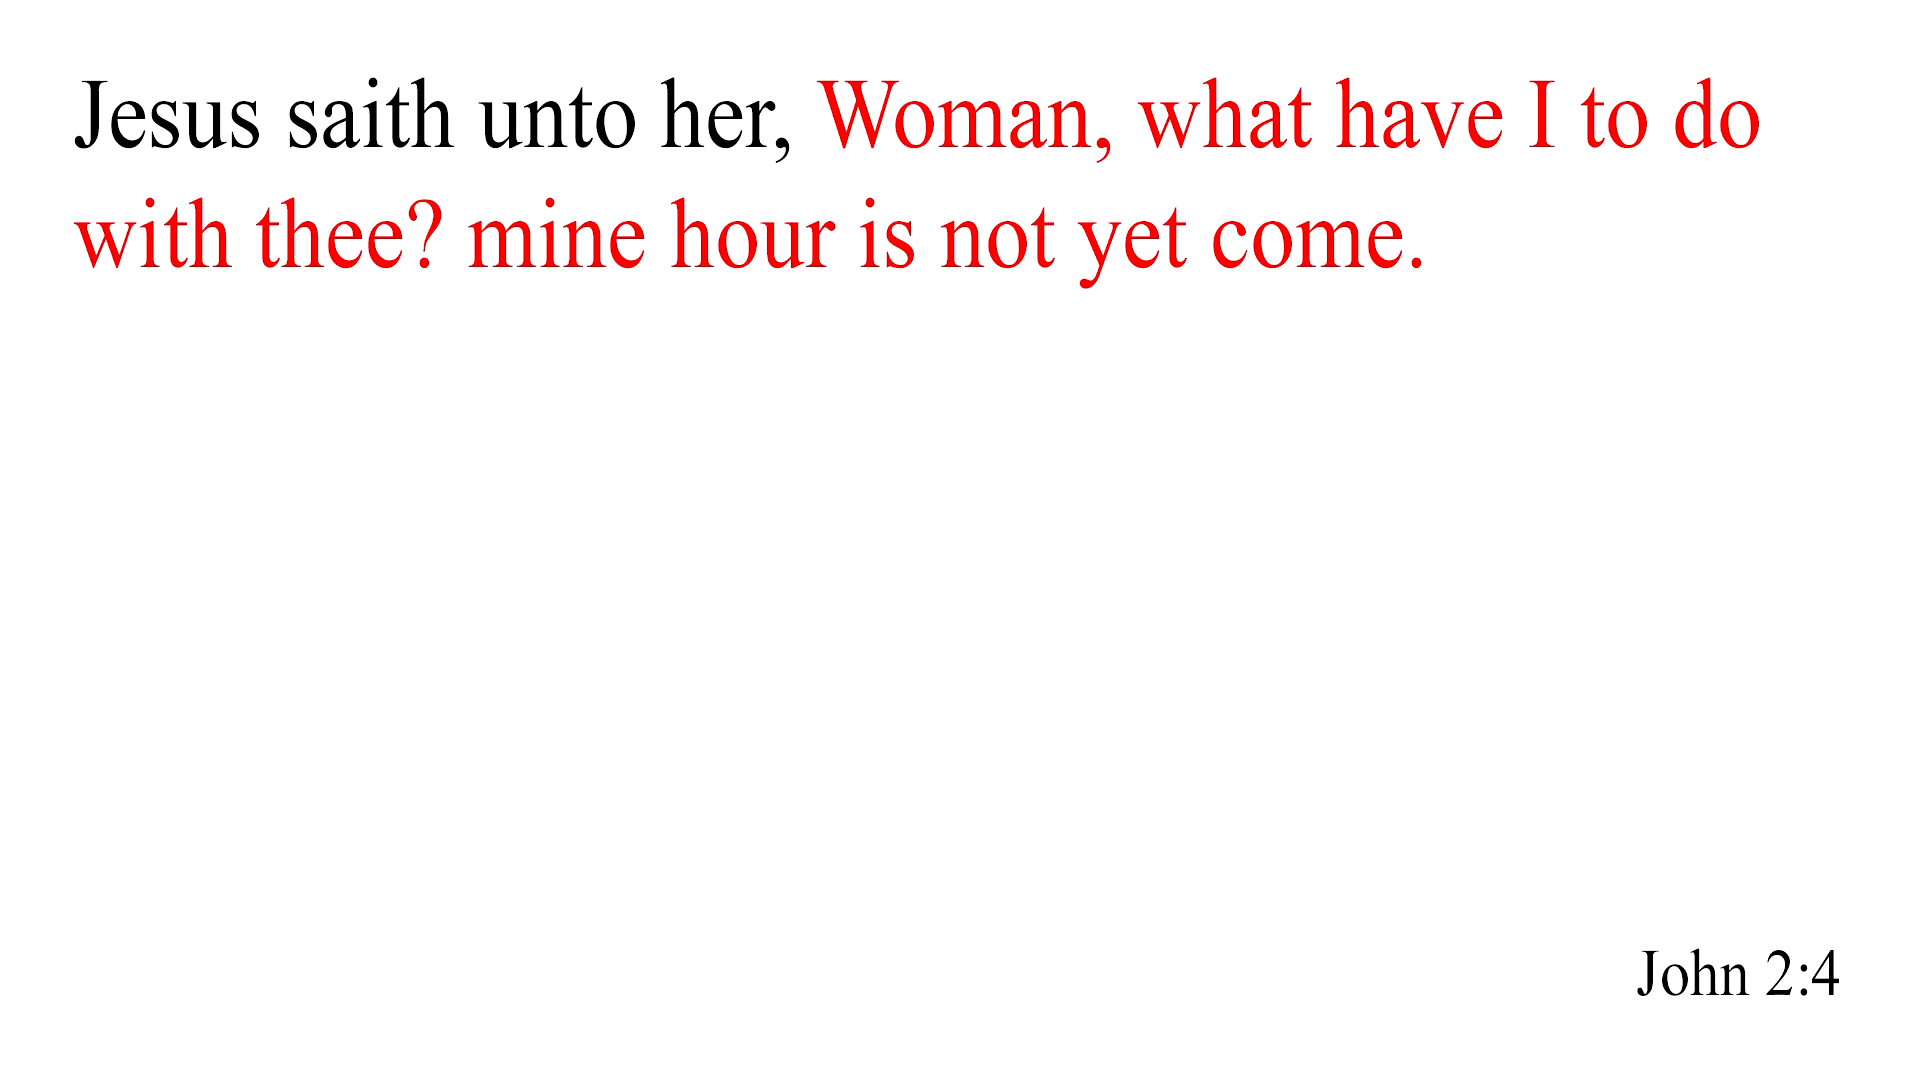 Jesus saith unto her, Woman, what have I to do
with thee? mine hour is not yet come.
John 2:4